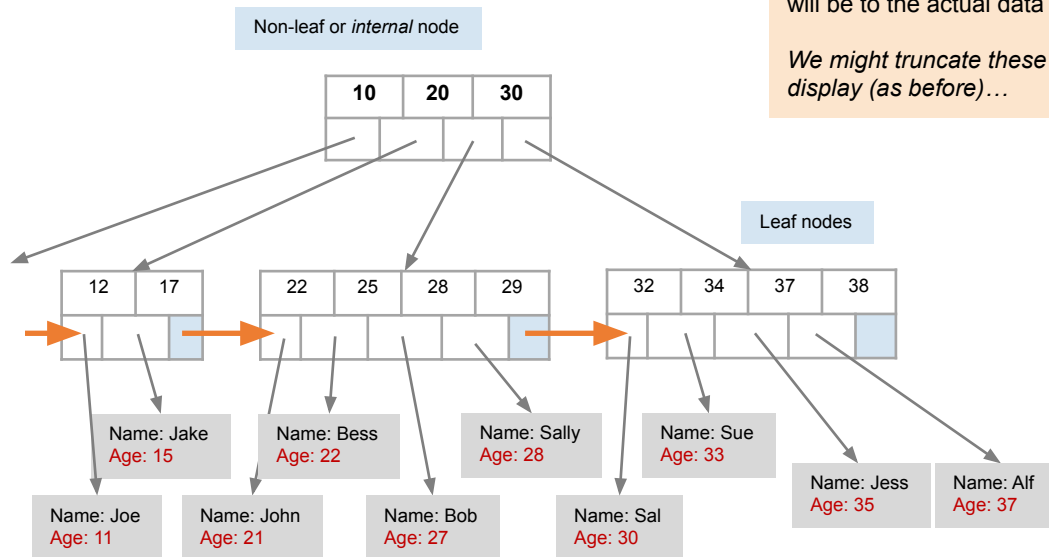 will be to the actual data
We might truncate these
display (as before)…
Non-leaf or internal node
10 20 30
Leaf nodes
12 17
22 25 28 29
32 34 37 38
Name: Jake
Age: 15
Name: Bess
Age: 22
Name: Sally
Age: 28
Name: Sue
Age: 33
Name: Joe
Age: 11
Name: John
Age: 21
Name: Bob
Age: 27
Name: Sal
Age: 30
Name: Jess
Age: 35
Name: Alf
Age: 37